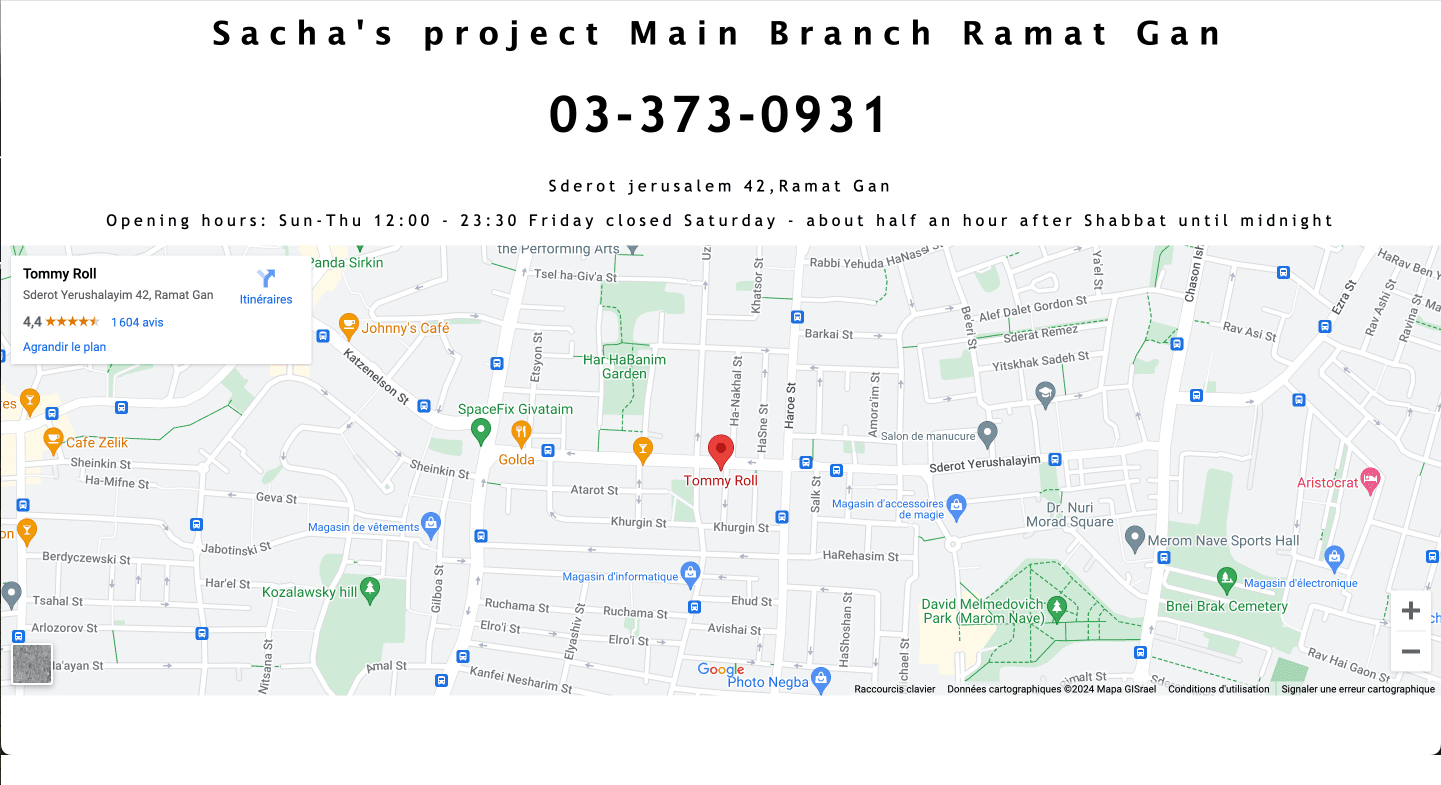 Sacha's project Main Branch Ramat Gan
03-373-0931
Sderot jerusalem 42,Ramat Gan
Opening hours: Sun-Thu 12:00 - 23:30 Friday closed Saturday - about half an hour after Shabbat until midnight
Tommy Roll
Sderot Yerushalayim 42, Ramat Gan
4,4
1 604 avis
Agrandir le plan
Itinéraires
the Performing Arts
Panda Sirkin
Tsel ha-Giv'a St
Khatsor St
Rabbi Yehuda HaNassi St
Ya'el St
Chason Ish
HaRav Ben Y
Ezra St
Rav Ashi St
Ravina St
Alef Dalet Gordon St
Be'eri St
Sderat Remez
Rav Asi St
Johnny's Café
Barkai St
Katzenelson St
Etsyon St
Har HaBanim
Garden
Yitskhak Sadeh St
Ha-Nakhal St
HaSne St
Haroe St
Amora'im St
SpaceFix Givataim
Cafe Zelik
Golda
Salon de manucure
Sderot Yerushalayim
Sheinkin St
Sheinkin St
Tommy Roll
Ha-Mifne St
Geva St
Atarot St
Salk St
Aristocrat
Magasin d'accessoires
de magie
Dr. Nuri
Morad Square
Magasin de vêtements
Khurgin St
Khurgin St
Merom Nave Sports Hall
Jabotinski St
Berdyczewski St
HaRehasim St
Magasin d'informatique
Magasin d'électronique
Har'el St
Kozalawsky hill
Gilboa St
Tsahal St
Ruchama St
Ruchama St
Ehud St
David Melmedovich
Park (Marom Nave)
Bnei Brak Cemetery
Arlozorov St
Elro'i St
Elro'i St
Elyashiv St
Avishai St
HaShoshan St
Nitsana St
Amal St
Kanfei Nesharim St
Google
Photo Negba
Rav Hai Gaon St
Raccourcis clavier
Données cartographiques ©2024 Mapa GISrael
Conditions d'utilisation
Signaler une erreur cartographique